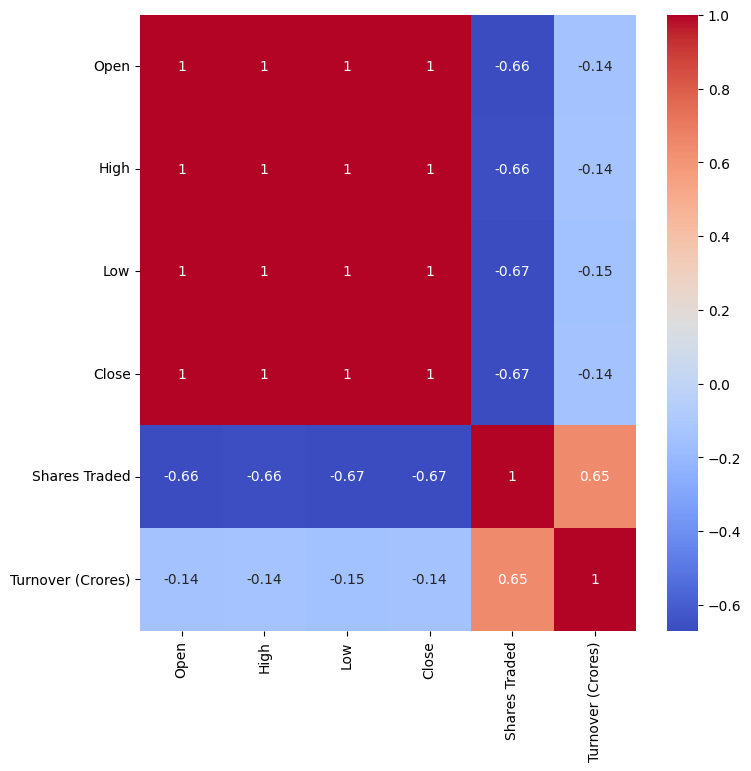 Open 1 1 1 1 -0.66 -0.14
High 1 1 1 1 -0.66 -0.14
Low 1 1 1 1 -0.67 -0.15
Close 1 1 1 1 -0.67 -0.14
Shares Traded -0.66 -0.66 -0.67 -0.67 1 0.65
Turnover (Crores) -0.14 -0.14 -0.15 -0.14 0.65 1
Open High Low Close Shares Traded Turnover (Crores)
1.0
0.8
0.6
0.4
0.2
0.0
−0.2
−0.4
−0.6